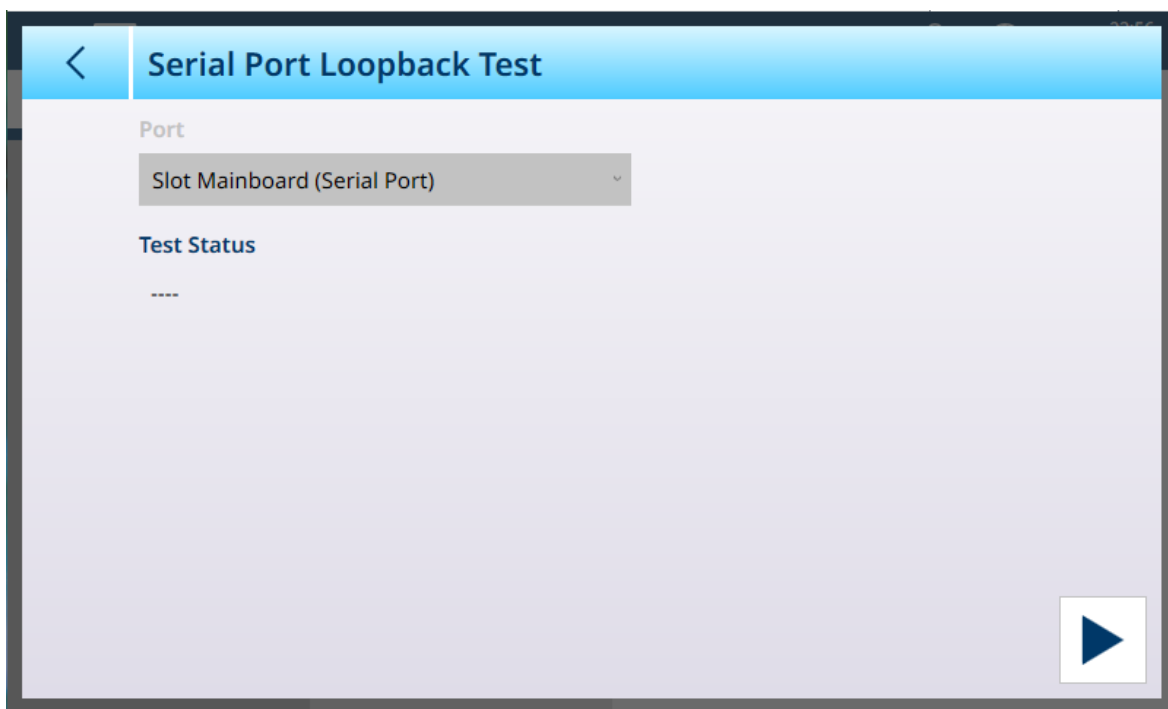 Serial Port Loopback Test
Port
Slot Mainboard (Serial Port)
Test Status
----